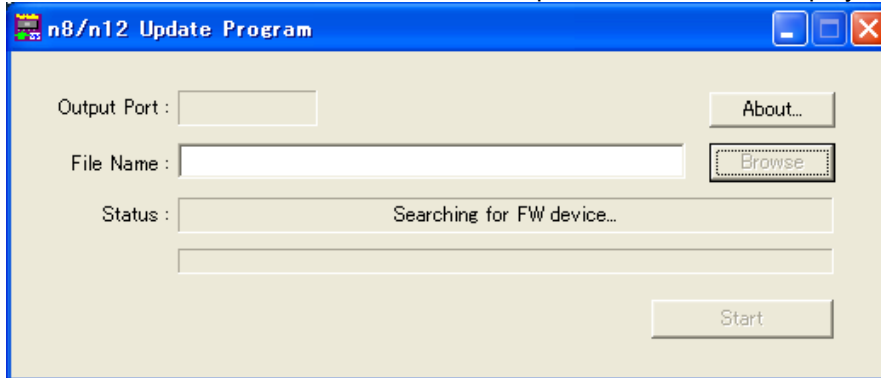 n8/n12 Update Program
Output Port :
About...
File Name :
Browse
Status :
Searching for FW device...
Start